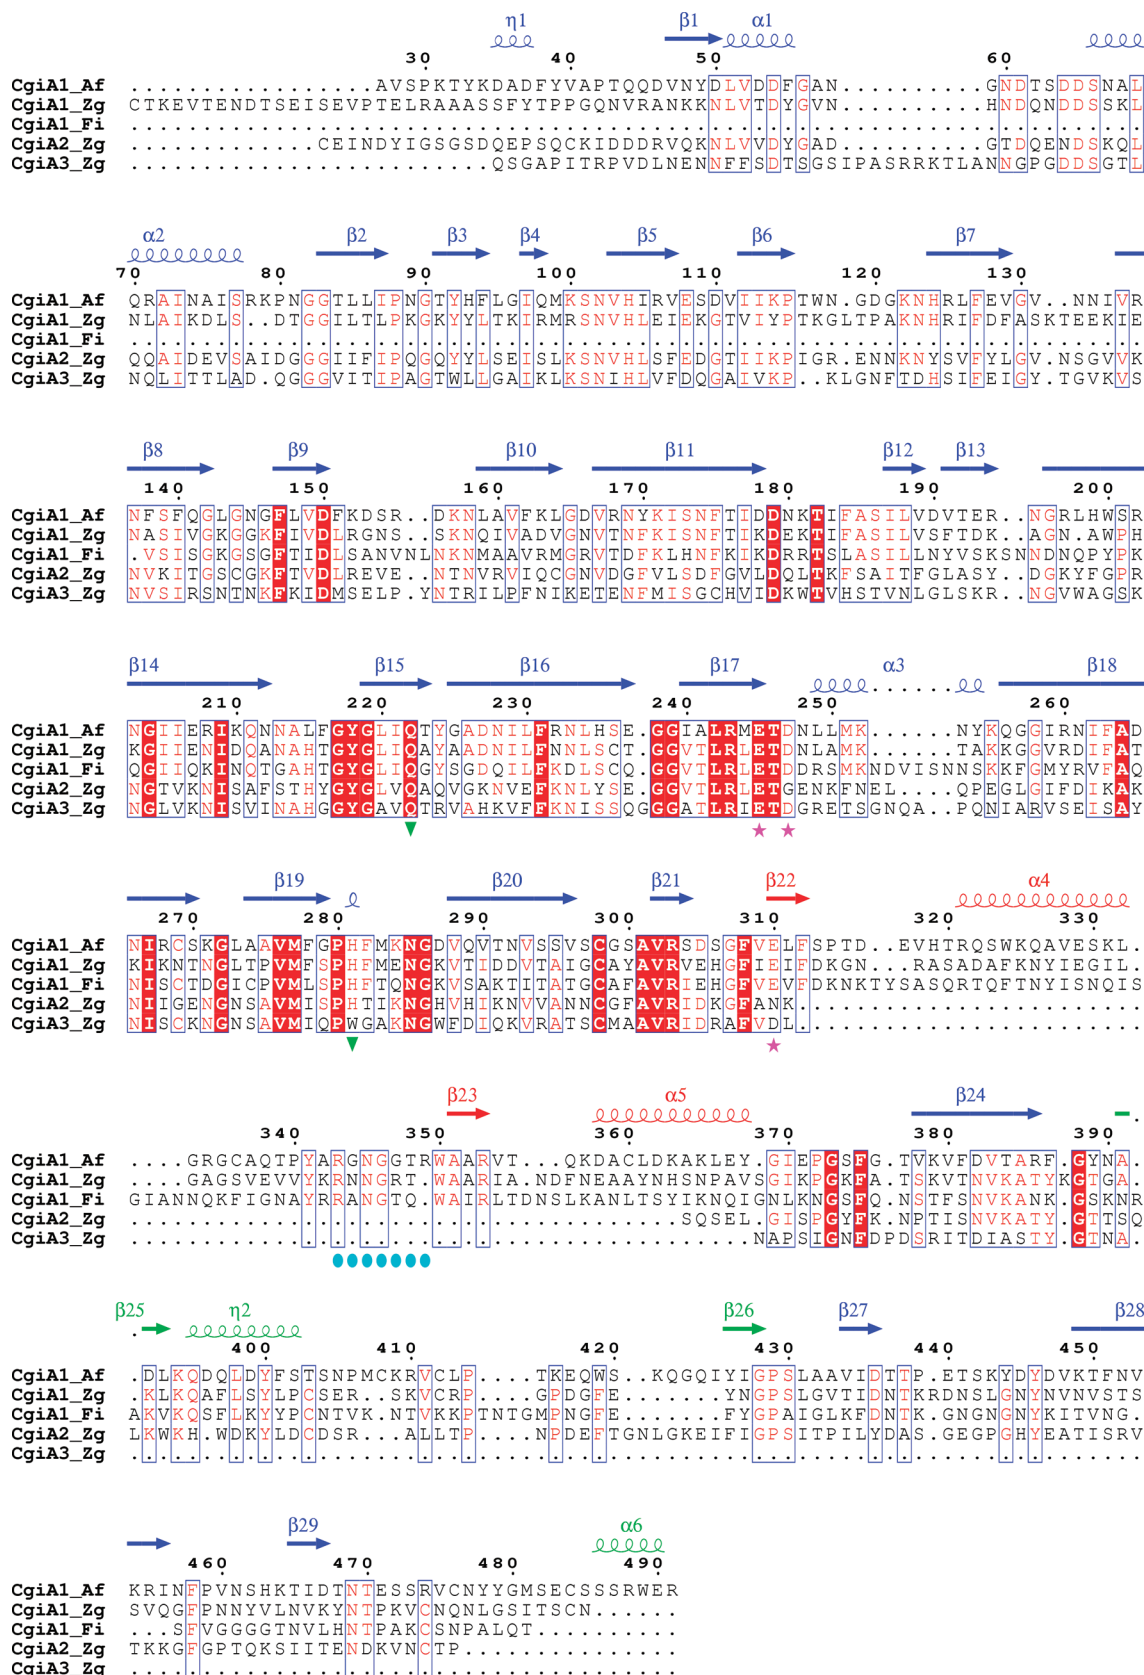 η1 β1 α1
30 40 50 60
CgiA1_Af .................AVSPKTYKDADFYVAPTQQDVNYDLVDDFGAN..........GNDTSDDSNAL
CgiA1_Zg CTKEVTENDTSEISEVPTELRAAASSFYTPPGQNVRANKKNLVTDYGVN..........HNDQNDDSSKL
CgiA1_Fi ......................................................................
CgiA2_Zg .............CEINDYIGSGSDQEPSQCKIDDDRVQKNLVVDYGAD..........GTDQENDSKQL
CgiA3_Zg .........................QSGAPITRPVDLNENNFFSDTSGSIPASRRKTLANNGPGDDSGTL
α2 β2 β3 β4 β5 β6 β7
70 80 90 100 110 120 130
CgiA1_Af QRAINAISRKPNGGTLLIPNGTYHFLGIQMKSNVHIRVESDVIIKPTWN.GDGKNHRLFEVGV..NNIVR
CgiA1_Zg NLAIKDLS..DTGGILTLPKGKYYLTKIRMRSNVHLEIEKGTVIYPTKGLTPAKNHRIFDFASKTEEKIE
CgiA1_Fi ......................................................................
CgiA2_Zg QQAIDEVSAIDGGGIIFIPQGQYYLSEISLKSNVHLSFEDGTIIKPIGR.ENNKNYSVFYLGV.NSGVVK
CgiA3_Zg NQLITTLAD.QGGGVITIPAGTWLLGAIKLKSNIHLVFDQGAIVKP..KLGNFTDHSIFEIGY.TGVKVS
β8 β9 β10 β11 β12 β13
140 150 160 170 180 190 200
CgiA1_Af NFSFQGLGNGFLVDFKDSR..DKNLAVFKLGDVRNYKISNFTIDDNKTIFASILVDVTER..NGRLHWSR
CgiA1_Zg NASIVGKGGKFIVDLRGNS..SKNQIVADVGNVTNFKISNFTIKDEKTIFASILVSFTDK..AGN.AWPH
CgiA1_Fi .VSISGSGGFTIDLSANVNLNKNMAAVRMGRVTDFKLHNFKIKDRRTSLASILLNYVSKSNNDNQPYPK
CgiA2_Zg NVKITGSCGKFTVDLREVE..NTNVRVIQCGNVDGFVLSDFGVLDQLTKFSAITFGLASY..DGKYFGPR
CgiA3_Zg NVSIRSNTNKFKIDMSELP.YNTRILPFNIKETENFMISGCHVIDKWTVHSTVNLGLSKR..NGVWAGSK
β14 β15 β16 β17 α3 β18
210 220 230 240 250 260
CgiA1_Af NGIIERIKQNNALFGYGLIQTYGADNILFRNLHSE.GGIALRMETDNLLMK......NYKQGGIRNIFAD
CgiA1_Zg KGIIENIDQANAHTGYGLIQAYAADNILFNNLSCT.GGVTLRLETDNLAMK......TAKKGGVRDIFAT
CgiA1_Fi QGIIQKINQTGAHTGYGLIQGYSGDQILFKDLSCQ.GGVTLRLETDDRSMKNDVISNNSKKFGMYRVFAQ
CgiA2_Zg NGTVKNISAFSTHYGYGLVQAQVGKNVEFKNLYSE.GGVTLRLETGENKFNEL....QPEGLGIFDIKAK
CgiA3_Zg NGLVKNISVINAHGGYGAVQTRVAHKVFFKNISSQGGGATLRIETDGRETSGNQA..PQNIARVSEISAY
β19 β20 β21 β22 α4
270 280 290 300 310 320 330
CgiA1_Af NIRCSKGLAAVMFGPHFMKNGDVQVTNVSSVSCGSAVRSDSGFVELFSPTD..EVHTRQSWKQAVESKL.
CgiA1_Zg KIKNTNGLTPVMFSPHFMENGKVTIDDVTAIGCAYAVRVEHGFIEIFDKGN...RASADAFKNYIEGIL.
CgiA1_Fi NISCTDGICPVMLSPHFTQNGKVSAKTITATGCAFAVRIEHGFVEVFDKNKTYSASQRTQFTNYISNQIS
CgiA2_Zg NIIGENGNSAVMISPHTIKNGHVHIKNVVANNCGFAVRIDKGFANK........................
CgiA3_Zg NISCKNGNSAVMIQPWGAKNGWFDIQKVRATSCMAAVRIDRAFVDL........................
β23 α5 β24
340 350 360 370 380 390
CgiA1_Af ....GRGCAQTPYARGNGGTRWAARVT...QKDACLDKAKLEY.GIEPGSFG.TVKVFDVTARF.GYNA.
CgiA1_Zg ....GAGSVEVVYKRNNGRT.WAARIA.NDFNEAAYNHSNPAVSGIKPGKFA.TSKVTNVKATYKGTNA.
CgiA1_Fi GIANNQKFIGNAYRRANGTQ.WAIRLTDNSLKANLTSYIKNQIGNLKNGSFQ.NSTFSNVKATANK.GSKNR
CgiA2_Zg ......................................SQSEL.GISPGYFK.NPTISNVKATY.GTTSQ
CgiA3_Zg ...........................................NAPSIGNFDPDSRITDIASTY.GTNA.
β25 η2 β26 β27 β28
400 410 420 430 440 450
CgiA1_Af .DLKQDQLDYFSTSNPMCKRVCLP....TKEQWS..KQGQIYIGPSLAAVIDTTP.ETSKYDYDVKTFNV
CgiA1_Zg .KLKQAFLSYLPCSER..SKVCRP....GPDGFE.......YNGPSLGVTIDNTKRDNSLGNYNVNVSTS
CgiA1_Fi AKVKQSFLKYYPCNTVK.NTVKKPTNTGMPNGFE.......FYGPAIGLKFDNTK.GNGNGNYKITVNG.
CgiA2_Zg LKWKH.WDKYLDCDSR...ALLTP....NPDEFTGNLGKEIFIGPSITPILYDAS.GEGPGHYEATISRV
CgiA3_Zg ......................................................................
β29 α6
460 470 480 490
CgiA1_Af KRINFPVNSHKTIDTNTESSRVCNYYGMSECSSSRWER
CgiA1_Zg SVQGFPNNYVLNVKYNTPKVCNQNLGSITSCN......
CgiA1_Fi ...SFVGGGGTNVLHNTPAKCSNPALQT..........
CgiA2_Zg TKKGFGPTQKSIITENDKVNCTP...............
CgiA3_Zg ......................................